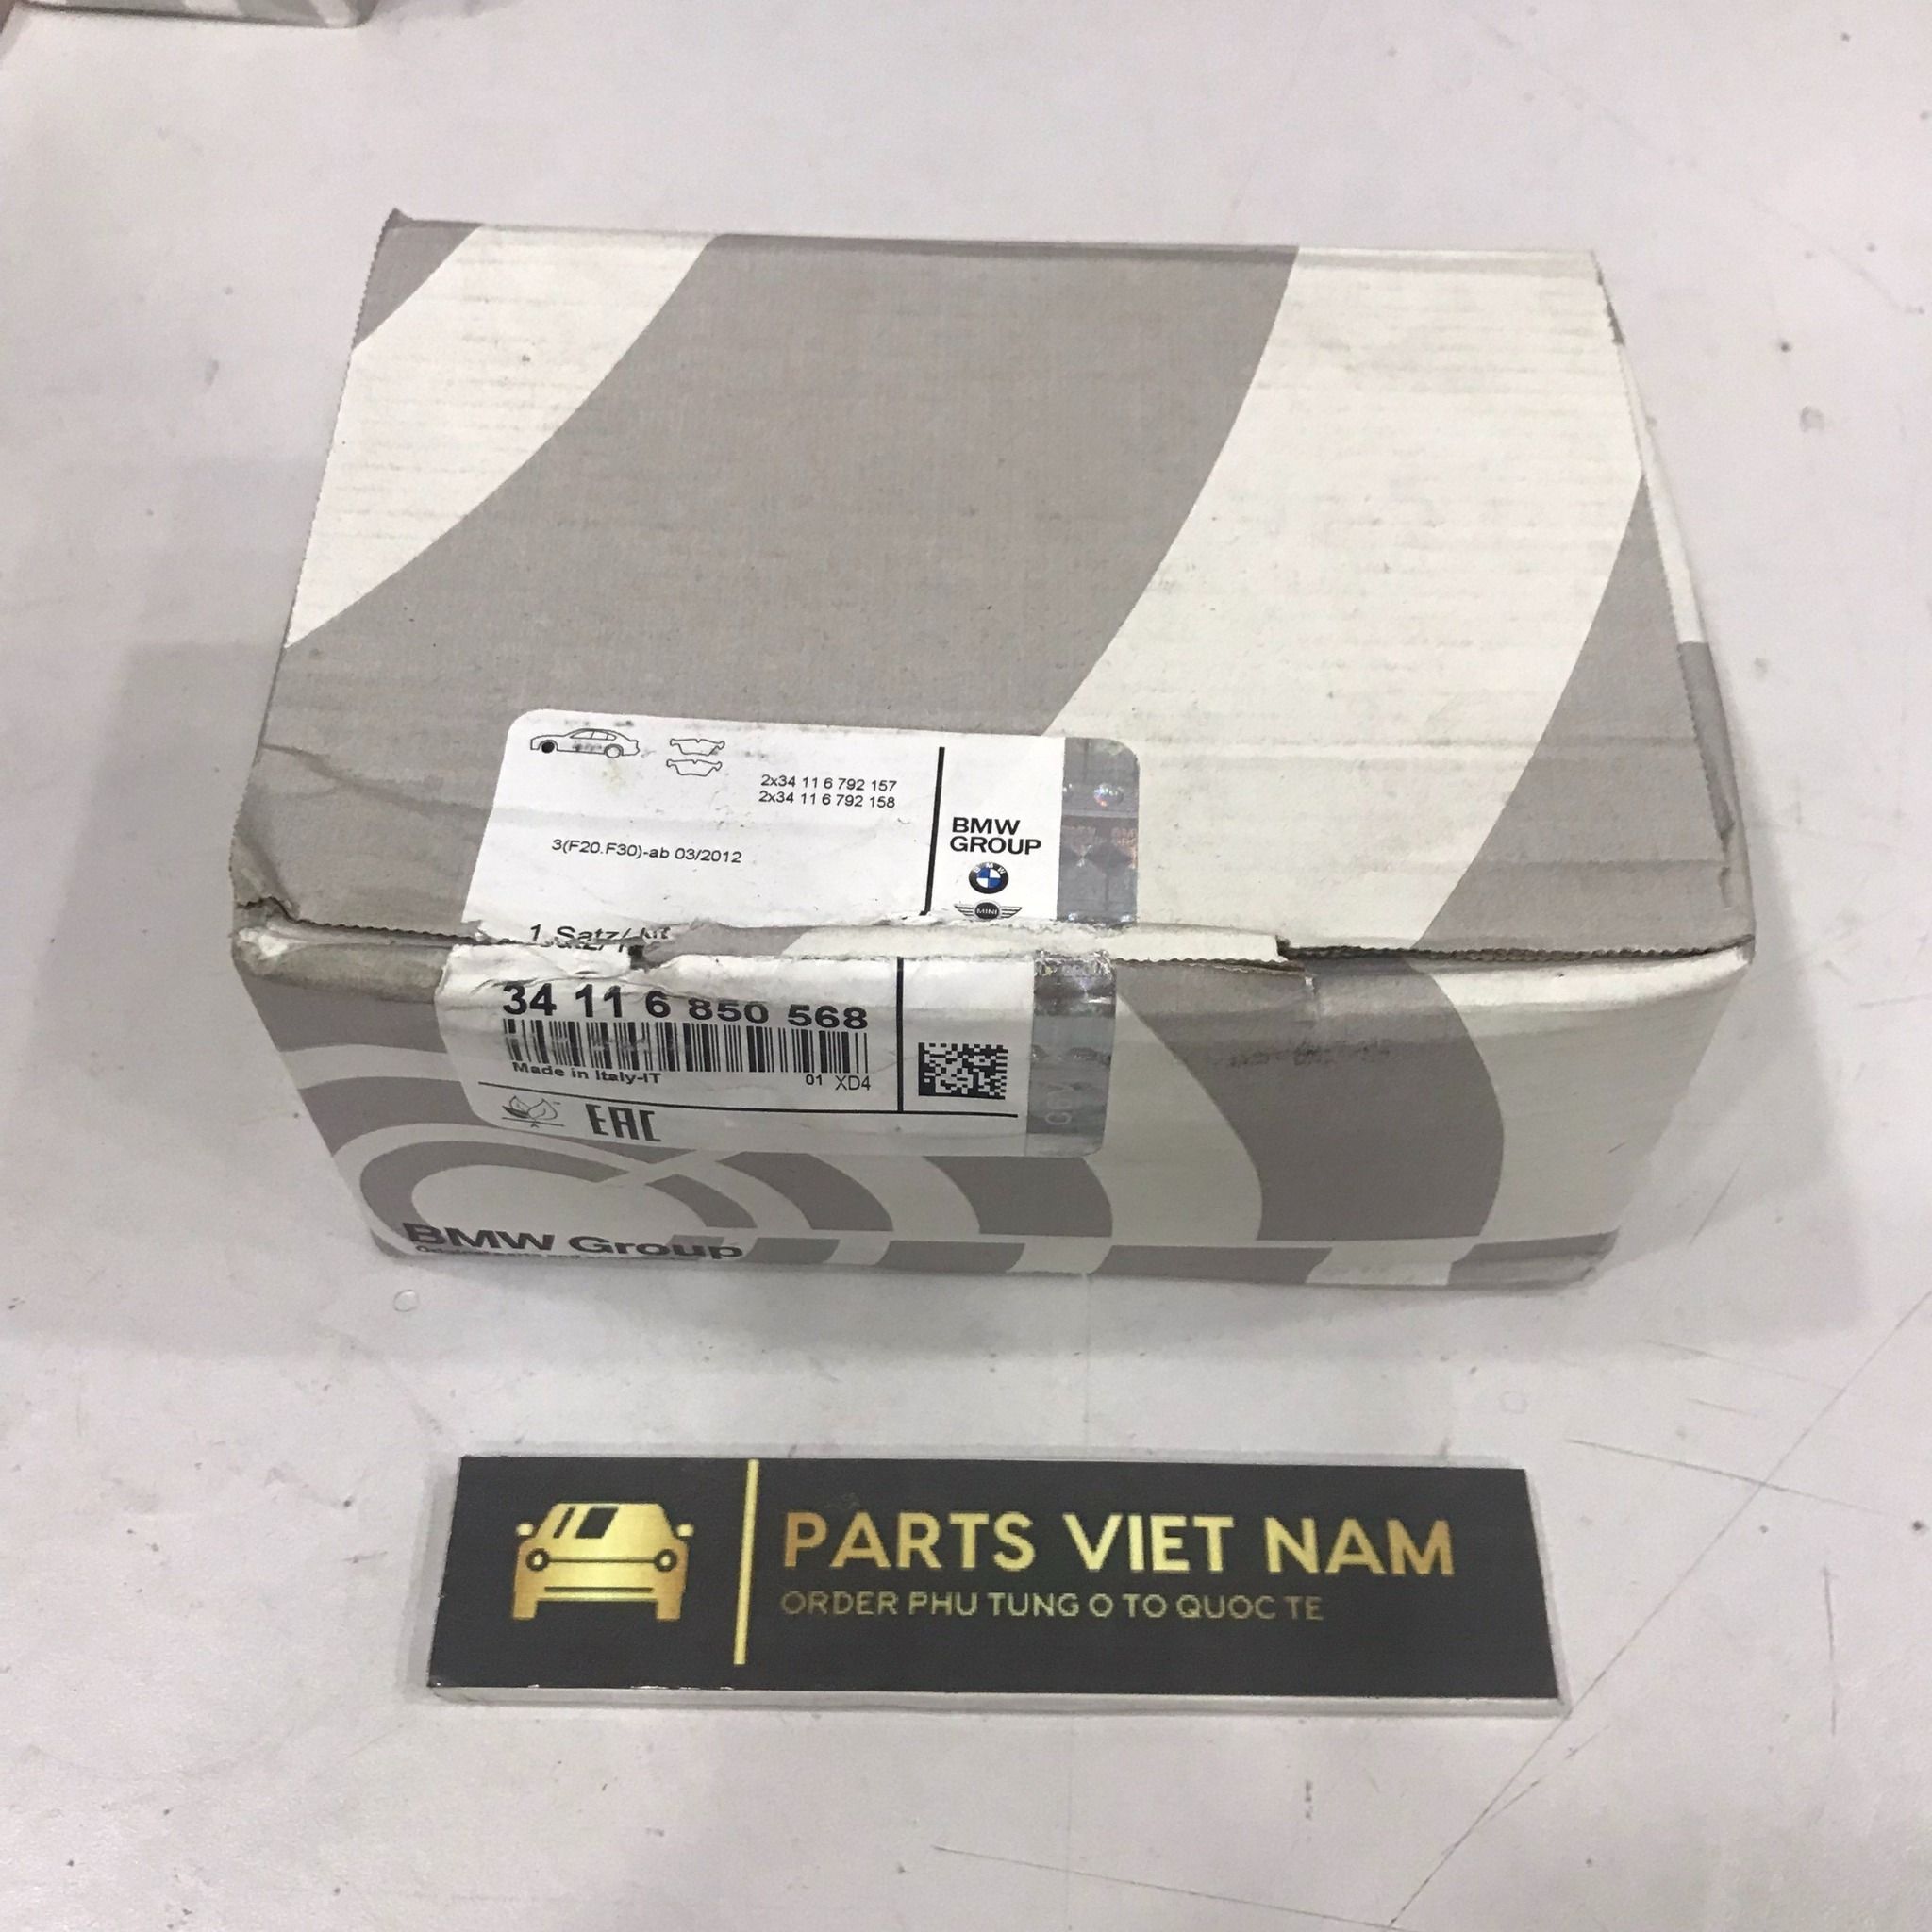 2x34 11 6 792 157
2x34 11 6 792 158
3(F20.F30)-ab 03/2012
BMW
GROUP
MINI
1 Satz/kit
34 11 6 850 568
Made in Italy-IT
01 XD4
EAC
BMW Group
PARTS VIET NAM
ORDER PHU TUNG O TO QUOC TE